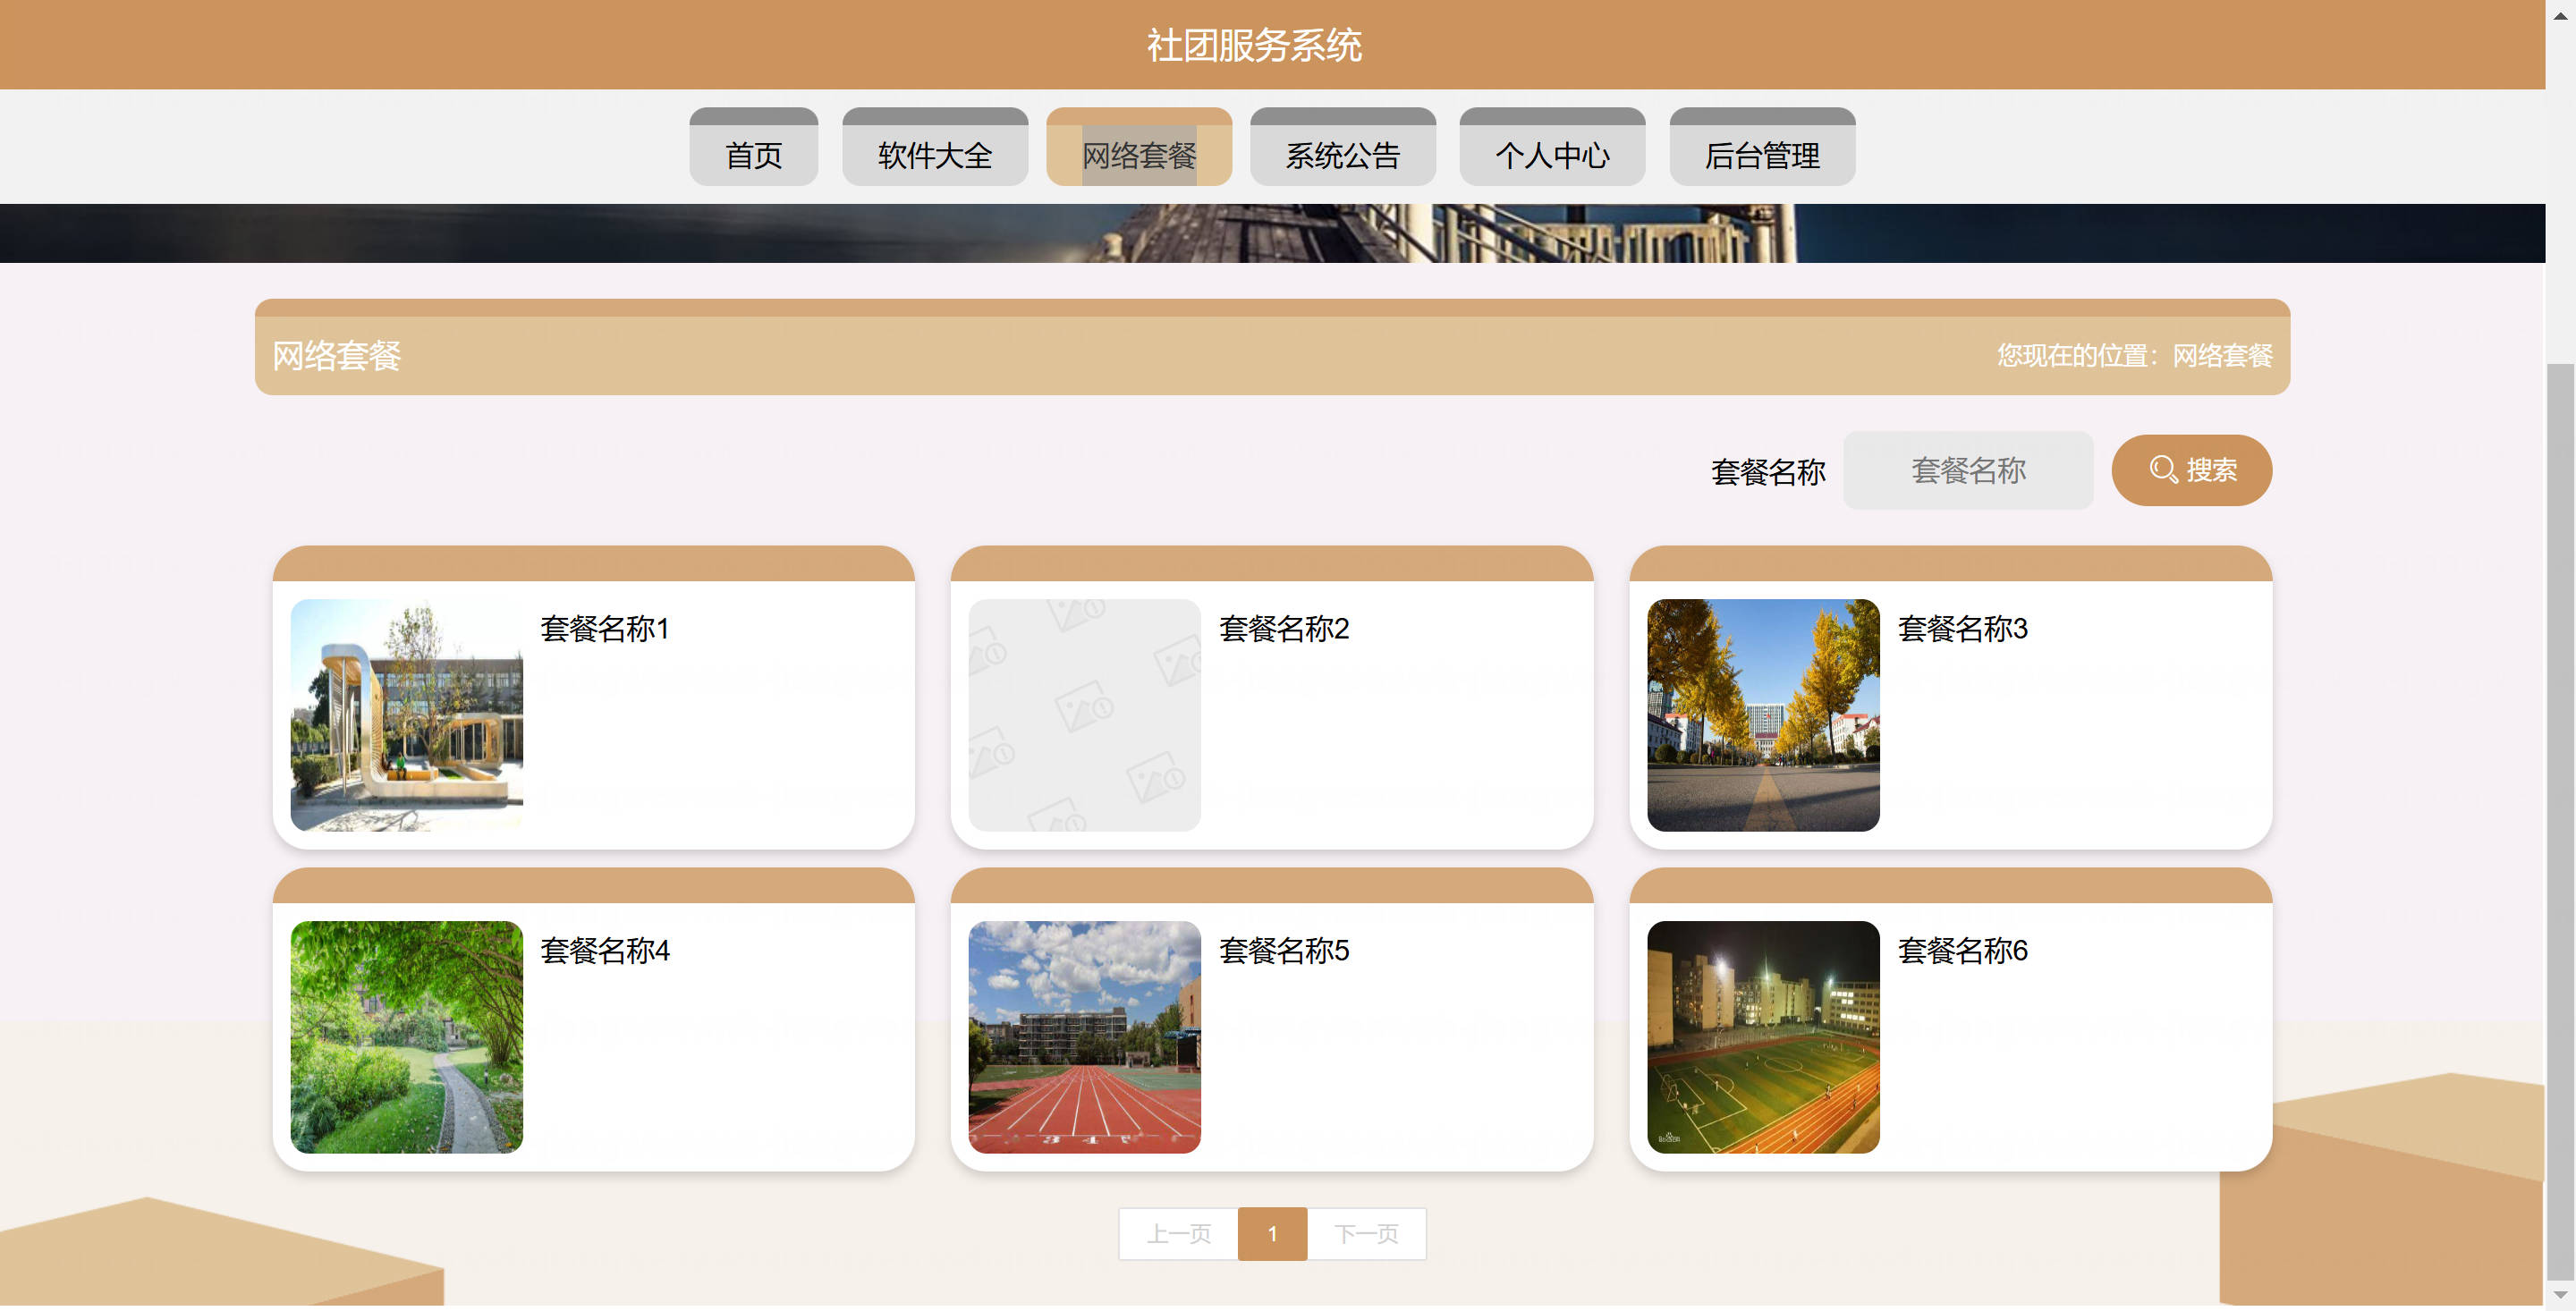 社团服务系统
首页
软件大全
网络套餐
系统公告
个人中心
后台管理
网络套餐
您现在的位置：网络套餐
套餐名称
套餐名称
搜索
套餐名称1
套餐名称2
套餐名称3
套餐名称4
套餐名称5
套餐名称6
上一页
1
下一页